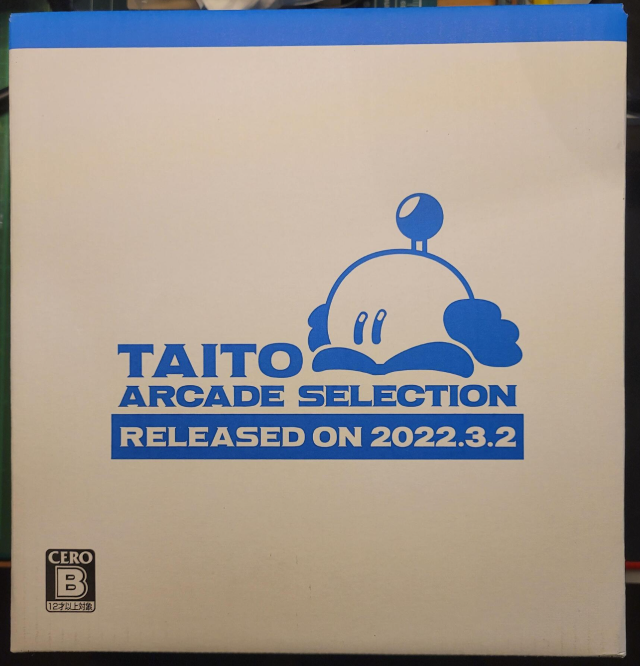 TAITO
ARCADE SELECTION
RELEASED ON 2022.3.2
CERO
B
12才以上対象